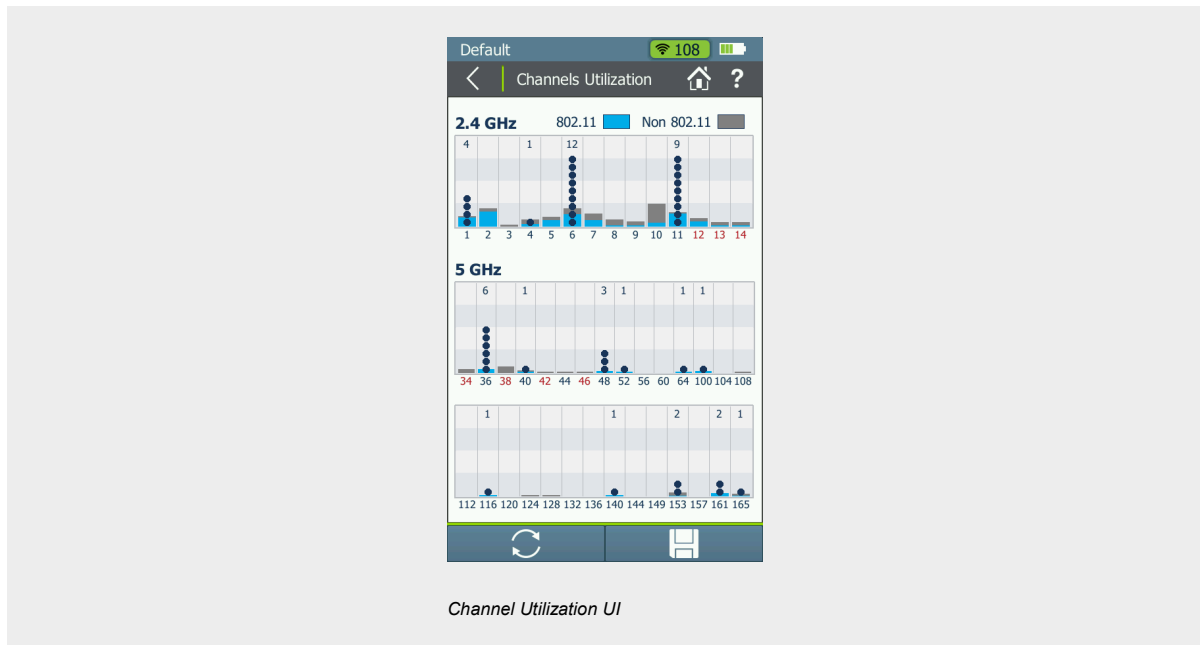 Default 108
Channels Utilization ?
2.4 GHz 802.11 Non 802.11
4 1 12 9
1 2 3 4 5 6 7 8 9 10 11 12 13 14
5 GHz
6 1 3 1 1 1
34 36 38 40 42 44 46 48 52 56 60 64 100 104 108
1 1 2 2 1
112 116 120 124 128 132 136 140 144 149 153 157 161 165
Channel Utilization UI